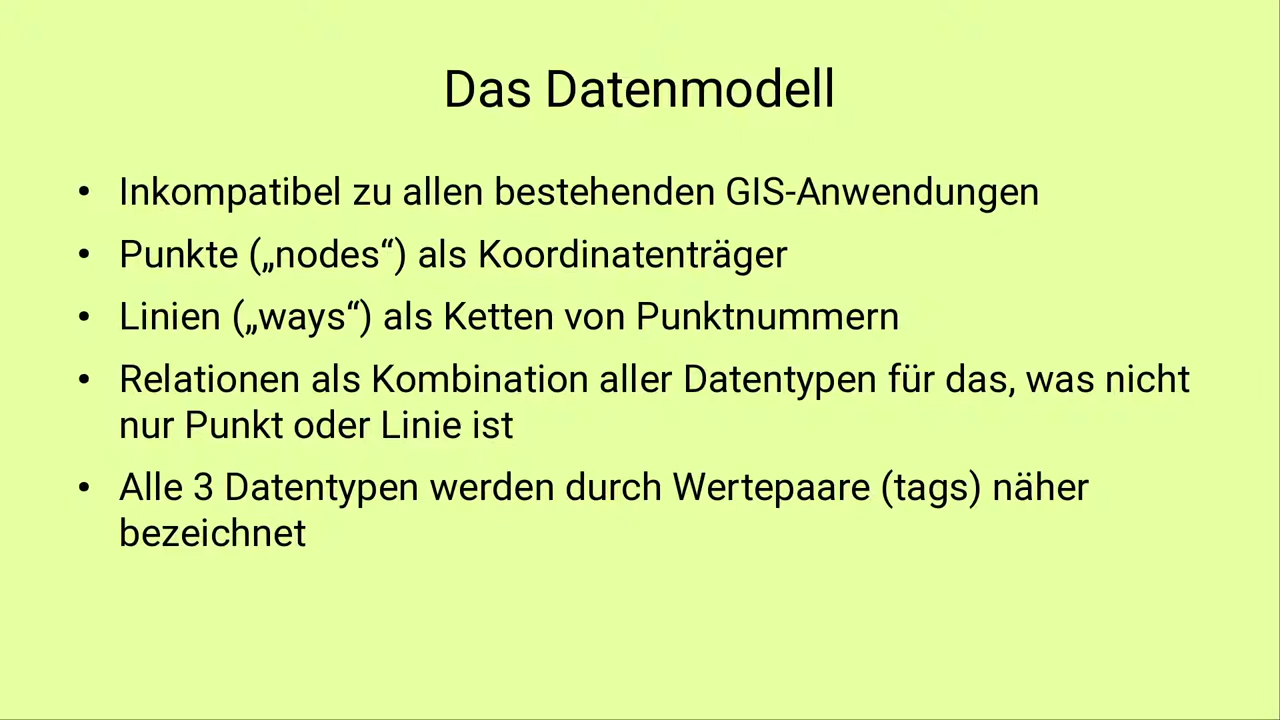 Das Datenmodell
• Inkompatibel zu allen bestehenden GIS-Anwendungen
• Punkte („nodes“) als Koordinatenträger
• Linien („ways“) als Ketten von Punktnummern
• Relationen als Kombination aller Datentypen für das, was nicht
nur Punkt oder Linie ist
• Alle 3 Datentypen werden durch Wertepaare (tags) näher
bezeichnet